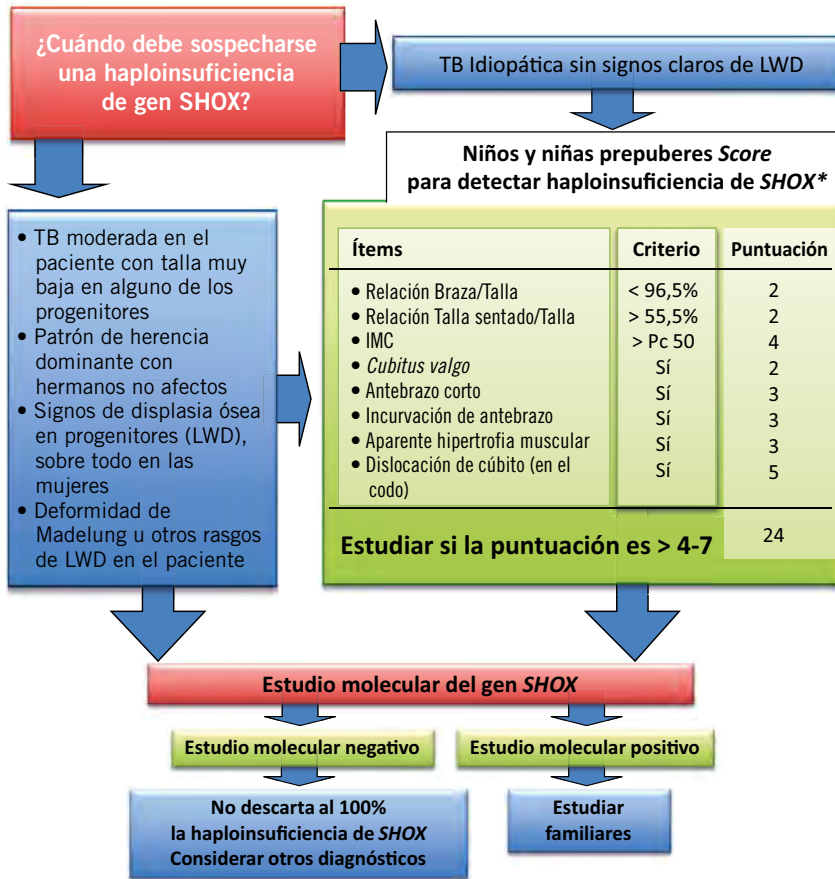 ¿Cuándo debe sospecharse
una haploinsuficiencia
de gen SHOX?
TB Idiopática sin signos claros de LWD
• TB moderada en el
paciente con talla muy
baja en alguno de los
progenitores
• Patrón de herencia
dominante con
hermanos no afectos
• Signos de displasia ósea
en progenitores (LWD),
sobre todo en las
mujeres
• Deformidad de
Madelung u otros rasgos
de LWD en el paciente
Niños y niñas prepuberes Score
para detectar haploinsuficiencia de SHOX*
Ítems Criterio Puntuación
• Relación Braza/Talla < 96,5% 2
• Relación Talla sentado/Talla > 55,5% 2
• IMC > Pc 50 4
• Cubitus valgo Sí 2
• Antebrazo corto Sí 3
• Incurvación de antebrazo Sí 3
• Aparente hipertrofia muscular Sí 3
• Dislocación de cúbito (en el Sí 5
codo)
Estudiar si la puntuación es > 4-7 24
Estudio molecular del gen SHOX
Estudio molecular negativo
Estudio molecular positivo
No descarta al 100%
la haploinsuficiencia de SHOX
Considerar otros diagnósticos
Estudiar
familiares